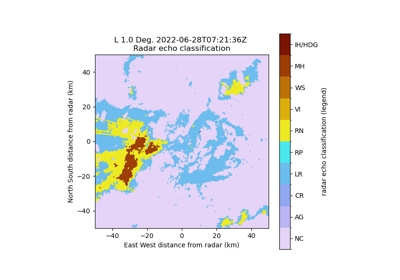 L 1.0 Deg. 2022-06-28T07:21:36Z
Radar echo classification
North South distance from radar (km)
40
20
0
−20
−40
−40
−20
0
20
40
East West distance from radar (km)
IH/HDG
MH
WS
VI
RN
RP
LR
CR
AG
NC
radar echo classification (legend)